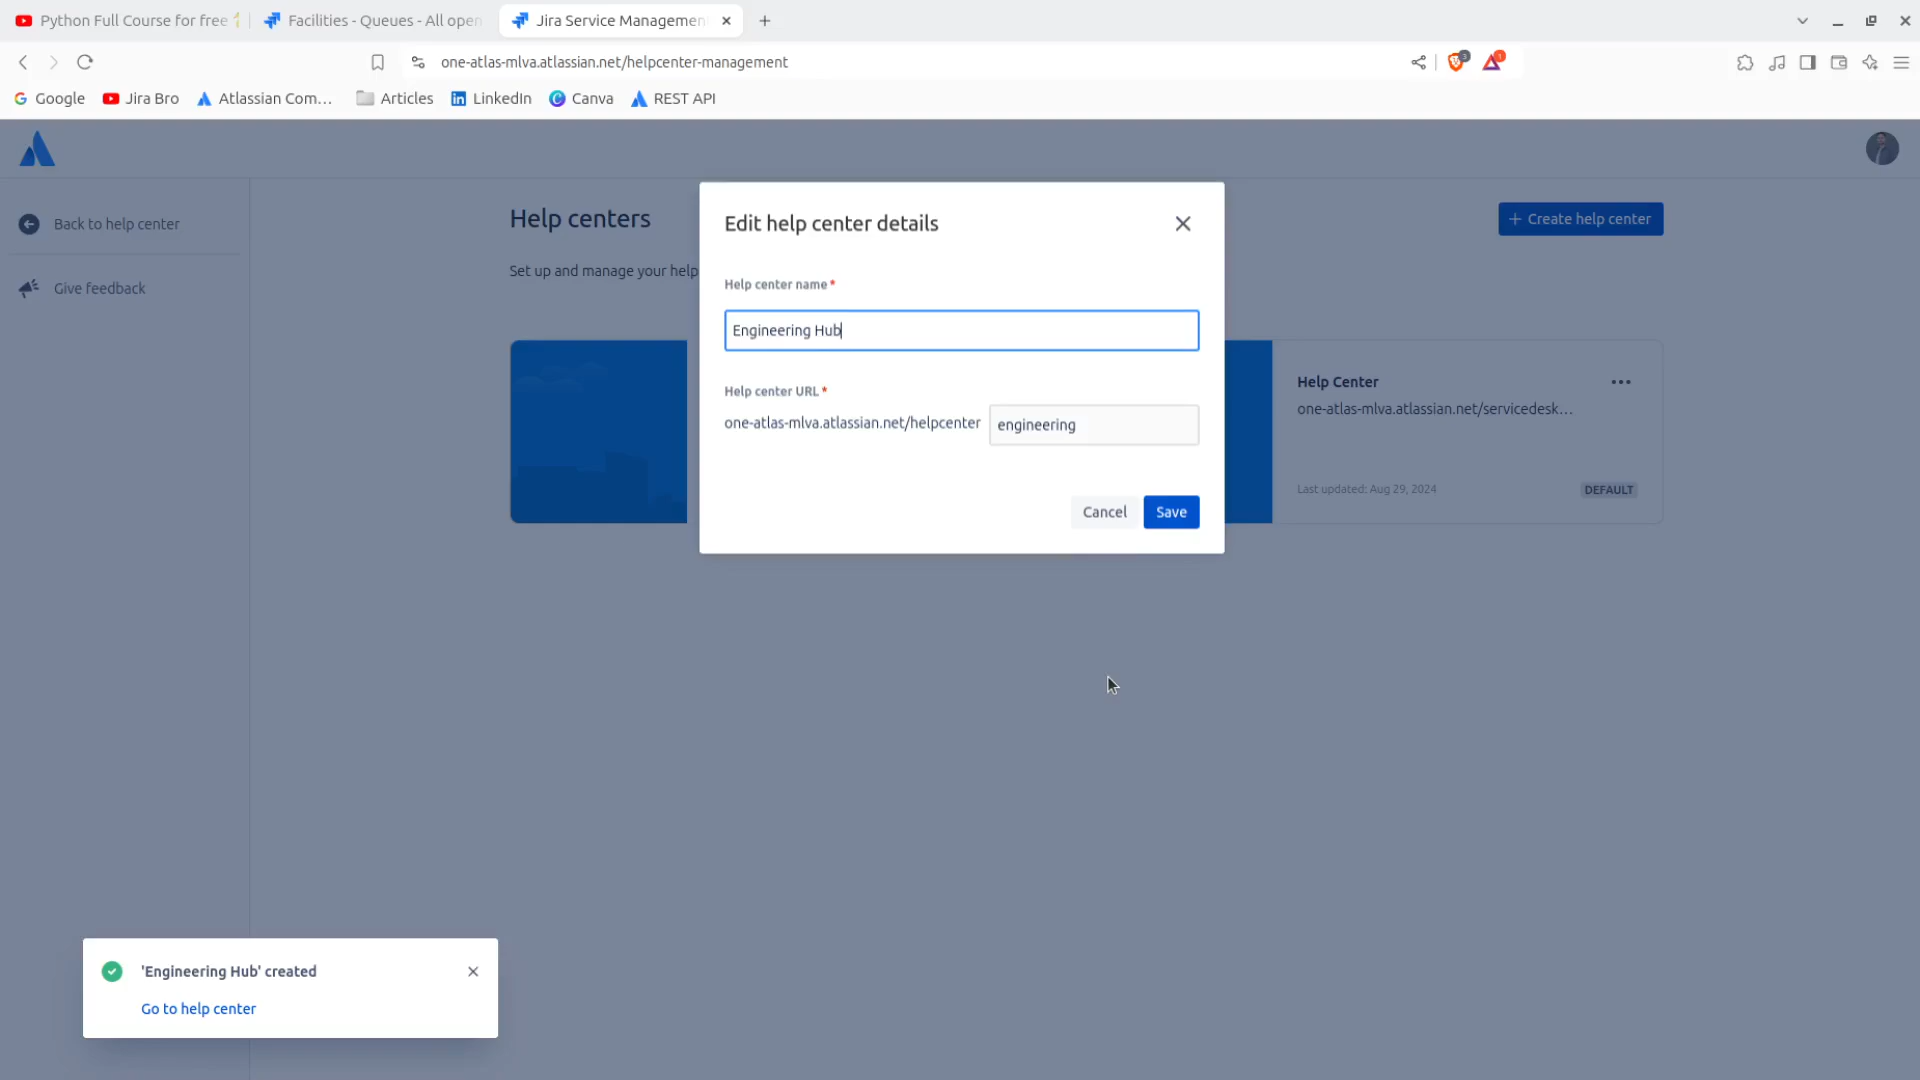 Python Full Course for free
Facilities - Queues - All open
Jira Service Managemen
one-atlas-mlva.atlassian.net/helpcenter-management
3
1
Google
Jira Bro
Atlassian Com...
Articles
LinkedIn
Canva
REST API
Back to help center
Give feedback
Help centers
Set up and manage your help
+ Create help center
Edit help center details
Help center name *
Engineering Hub
Help center URL *
one-atlas-mlva.atlassian.net/helpcenter
engineering
Cancel
Save
Help Center
one-atlas-mlva.atlassian.net/servicedesk...
Last updated: Aug 29, 2024
DEFAULT
'Engineering Hub' created
Go to help center